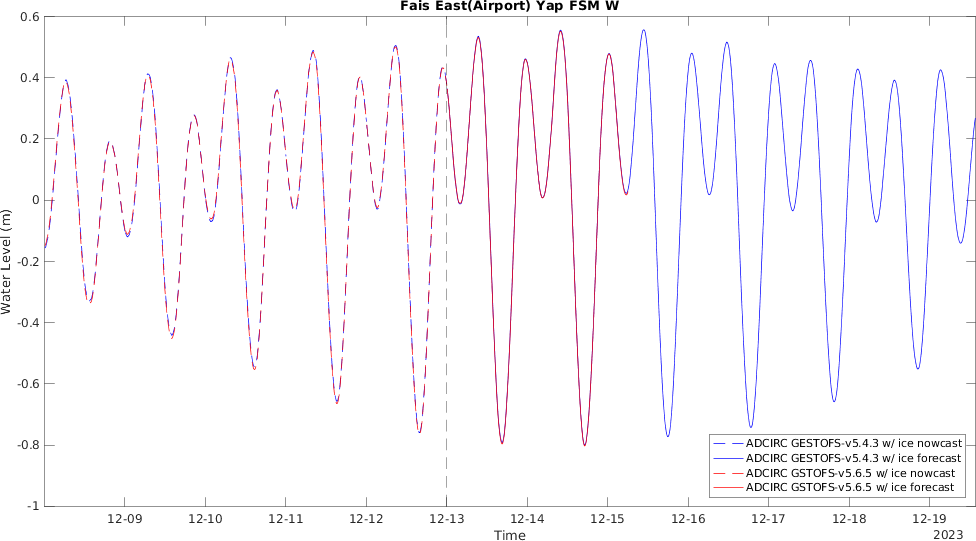 Fais East(Airport) Yap FSM W
0.6
0.4
0.2
0
-0.2
-0.4
-0.6
-0.8
-1
Water Level (m)
ADCIRC GESTOFS-v5.4.3 w/ ice nowcast
ADCIRC GESTOFS-v5.4.3 w/ ice forecast
ADCIRC GSTOFS-v5.6.5 w/ ice nowcast
ADCIRC GSTOFS-v5.6.5 w/ ice forecast
12-09 12-10 12-11 12-12 12-13 12-14 12-15 12-16 12-17 12-18 12-19
Time
2023